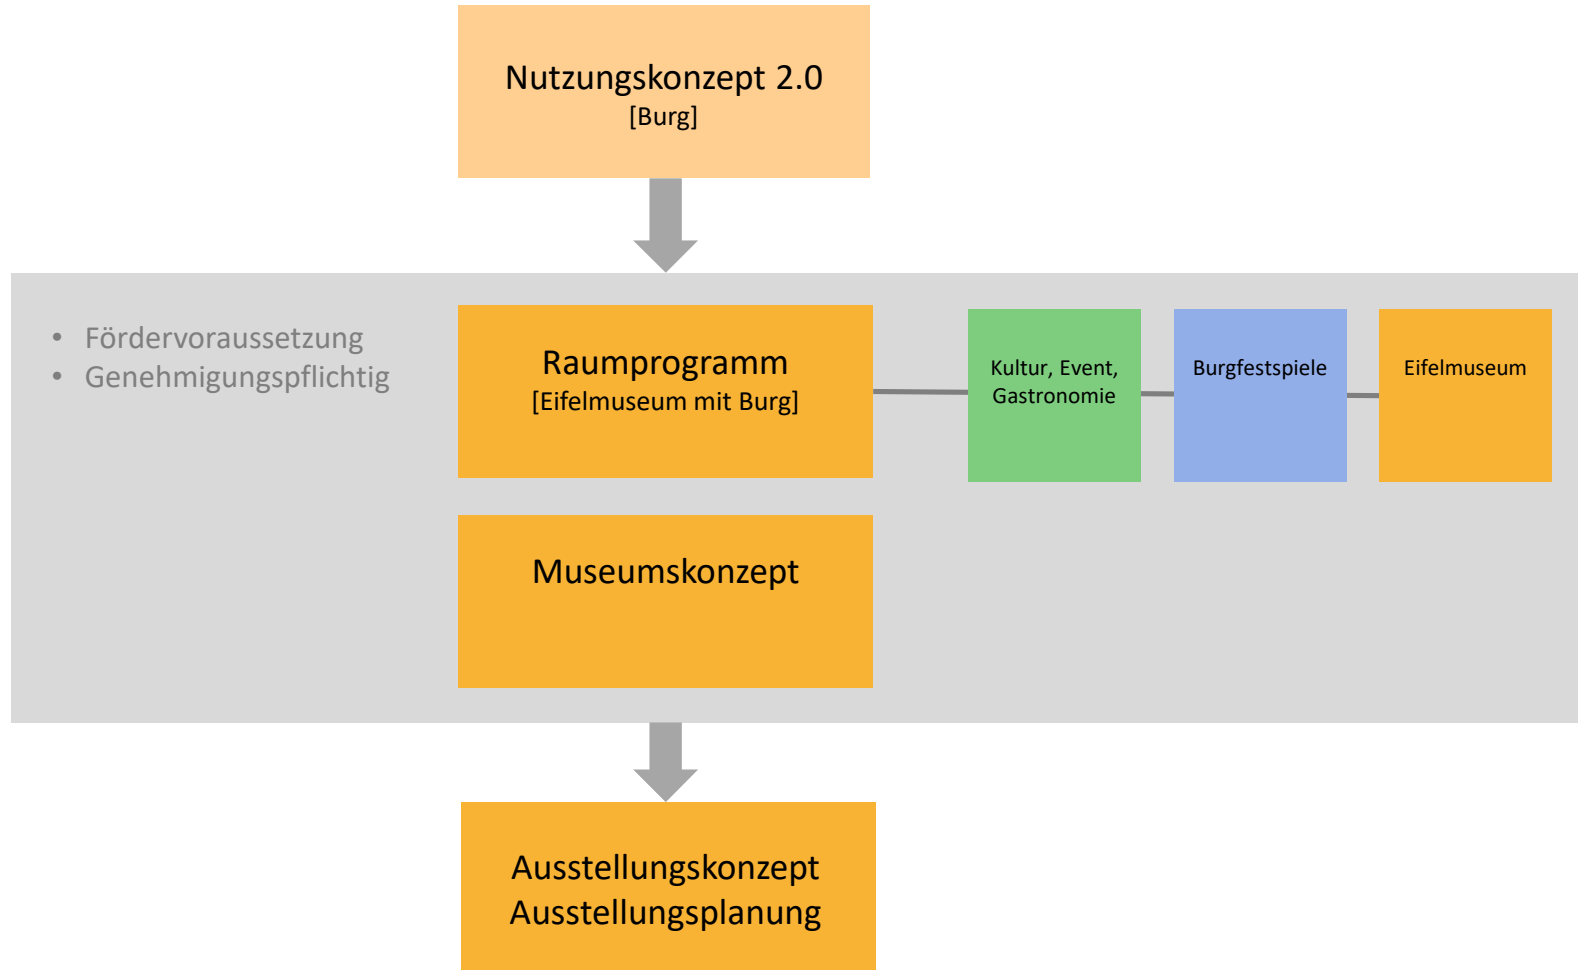 Nutzungskonzept 2.0
[Burg]
• Fördervoraussetzung
• Genehmigungspflichtig
Raumprogramm
[Eifelmuseum mit Burg]
Kultur, Event,
Gastronomie
Burgfestspiele
Eifelmuseum
Museumskonzept
Ausstellungskonzept
Ausstellungsplanung